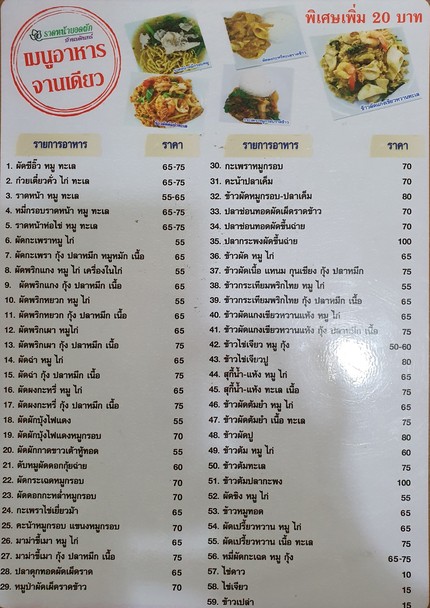 ราดหน้ายอดผัก
เมนูอาหาร
จานเดียว
พิเศษเพิ่ม 20 บาท
รายการอาหาร ราคา
1. ผัดซีอิ๊ว หมู ทะเล 65-75
2. ก๋วยเตี๋ยวคั่ว ไก่ ทะเล 65-75
3. ราดหน้า หมู ทะเล 55-65
4. หมี่กรอบราดหน้า หมู ทะเล 65-75
5. ราดหน้าห่อไข่ หมู ทะเล 65-75
6. ผัดกะเพราหมู ไก่ 55
7. ผัดกะเพรา กุ้ง ปลาหมึก หมูหมัก เนื้อ 65
8. ผัดพริกแกง หมู ไก่ เครื่องในไก่ 55
9. ผัดพริกแกง กุ้ง ปลาหมึก เนื้อ 65
10. ผัดพริกหยวก หมู ไก่ 55
11. ผัดพริกหยวก กุ้ง ปลาหมึก เนื้อ 65
12. ผัดพริกเผา หมูไก่ 65
13. ผัดพริกเผา กุ้ง ปลาหมึก เนื้อ 75
14. ผัดฉ่า หมู ไก่ 65
15. ผัดฉ่า กุ้ง ปลาหมึก เนื้อ 75
16. ผัดผงกะหรี่ หมู ไก่ 65
17. ผัดผงกะหรี่ กุ้ง ปลาหมึก เนื้อ 75
18. ผัดผักบุ้งไฟแดง 55
19. ผัดผักบุ้งไฟแดงหมูกรอบ 70
20. ผัดผักกาดขาวเต้าหู้ทอด 55
21. ตับหมูผัดดอกกุ้ยฉ่าย 60
22. ผัดกระเฉดหมูกรอบ 70
23. ผัดดอกกะหล่ำหมูกรอบ 70
24. กะเพราไข่เยี่ยวม้า 65
25. คะน้าหมูกรอบ แขนงหมูกรอบ 70
26. มาม่าขี้เมา หมู ไก่ 65
27. มาม่าขี้เมา กุ้ง ปลาหมึก เนื้อ 75
28. ปลาดุกทอดผัดเผ็ดราด 65
29. หมูป่าผัดเผ็ดราดข้าว 70
รายการอาหาร ราคา
30. กะเพราหมูกรอบ 70
31. คะน้าปลาเค็ม 70
32. ข้าวผัดหมูกรอบ-ปลาเค็ม 80
33. ปลาช่อนทอดผัดเผ็ดราดข้าว 70
34. ปลาช่อนทอดผัดขึ้นฉ่าย 70
35. ปลากระพงผัดขึ้นฉ่าย 100
36. ข้าวผัด หมู ไก่ 65
37. ข้าวผัดเนื้อ แหนม กุนเชียง กุ้ง ปลาหมึก 75
38. ข้าวกระเทียมพริกไทย หมู ไก่ 55
39. ข้าวกระเทียมพริกไทย กุ้ง ปลาหมึก เนื้อ 65
40. ข้าวผัดแกงเขียวหวานแห้ง หมู ไก่ 65
41. ข้าวผัดแกงเขียวหวานแห้ง กุ้ง ปลาหมึก เนื้อ 75
42. ข้าวไข่เจียว หมู กุ้ง 50-60
43. ข้าวไข่เจียวปู 80
44. สุกี้น้ำ-แห้ง หมู ไก่ 65
45. สุกี้น้ำ-แห้ง ทะเล เนื้อ 75
46. ข้าวผัดต้มยำ หมู ไก่ 65
47. ข้าวผัดต้มยำ เนื้อ ทะเล 75
48. ข้าวผัดปู 80
49. ข้าวต้ม หมู ไก่ 60
50. ข้าวต้มทะเล 75
51. ข้าวต้มปลากะพง 100
52. ผัดขิง หมู ไก่ 55
53. ข้าวหมูทอด 65
54. ผัดเปรี้ยวหวาน หมู ไก่ 65
55. ผัดเปรี้ยวหวาน เนื้อ ทะเล 75
56. หมี่ผัดกะเฉด หมู กุ้ง 65-75
57. ไข่ดาว 10
58. ไข่เจียว 15
59. ข้าวเปล่า 15